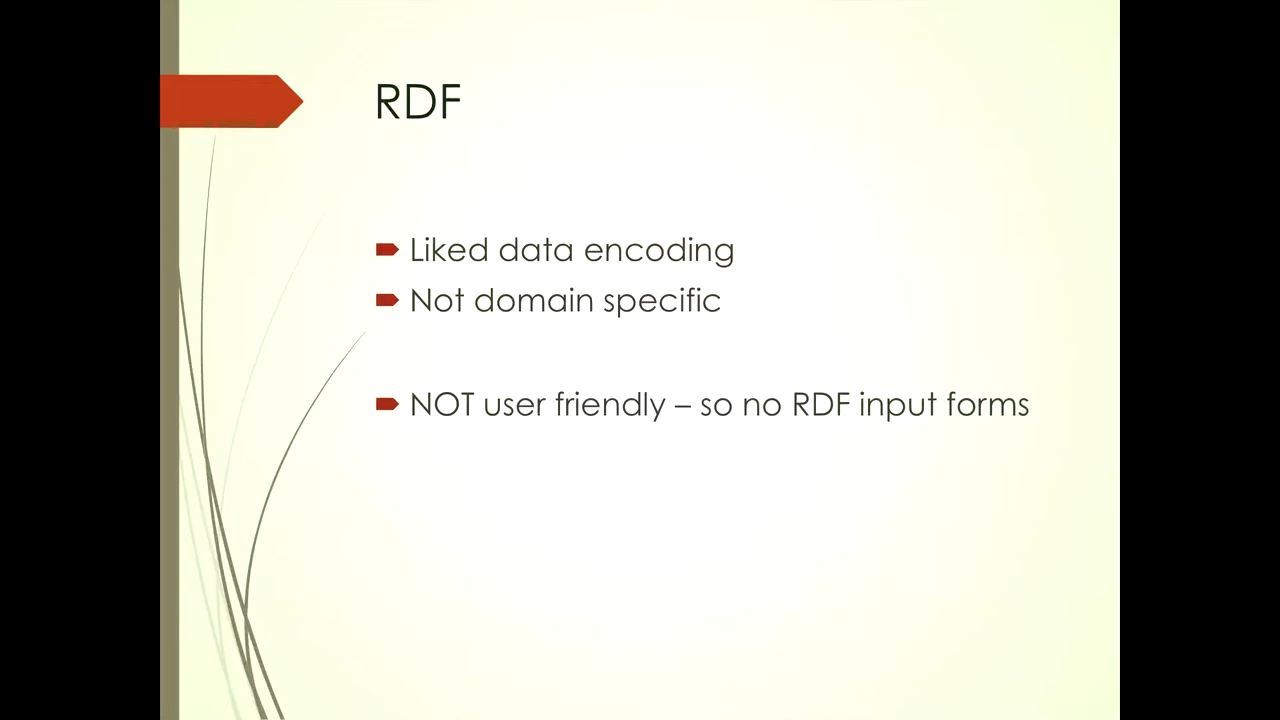 RDF
Liked data encoding
Not domain specific
NOT user friendly – so no RDF input forms